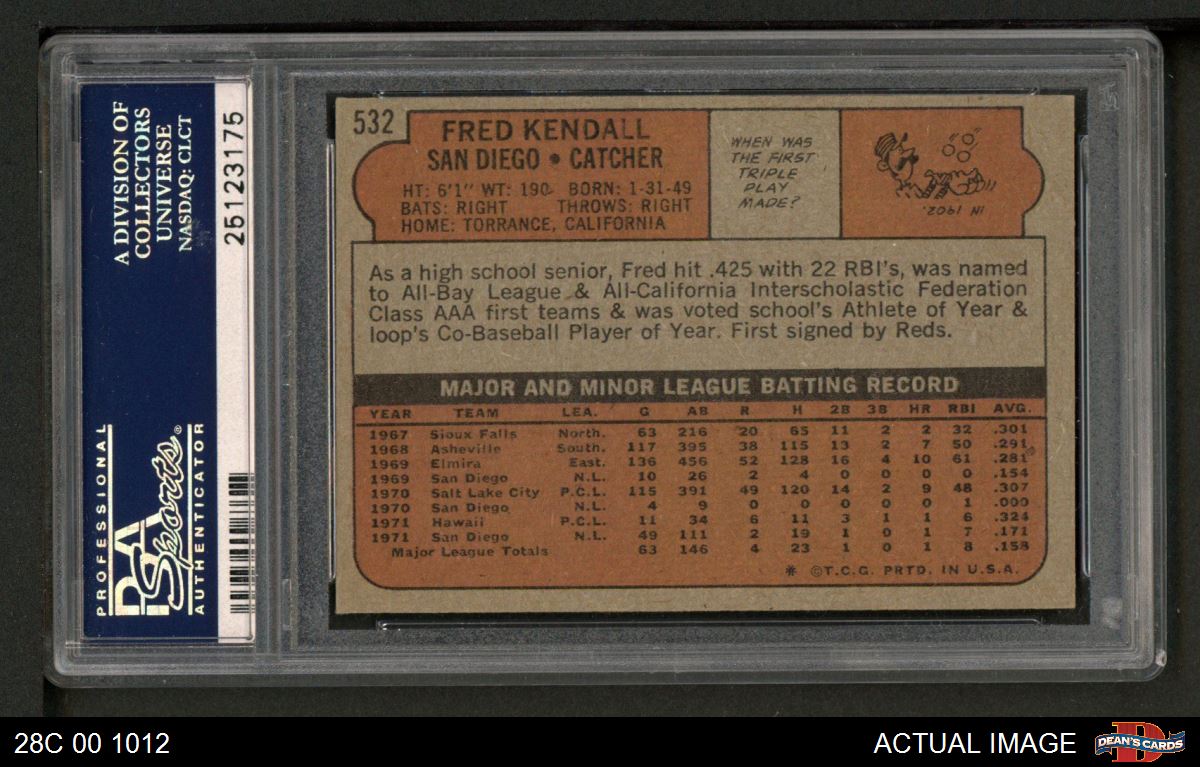 A DIVISION OF
COLLECTORS
UNIVERSE
NASDAQ: CLCT
25123175
PROFESSIONAL
PSA
Sports®
AUTHENTICATOR
532
FRED KENDALL
SAN DIEGO • CATCHER
HT: 6'1" WT: 190 BORN: 1-31-49
BATS: RIGHT THROWS: RIGHT
HOME: TORRANCE, CALIFORNIA
WHEN WAS
THE FIRST
TRIPLE
PLAY
MADE?
IN 1902.
As a high school senior, Fred hit .425 with 22 RBI's, was named
to All-Bay League & All-California Interscholastic Federation
Class AAA first teams & was voted school's Athlete of Year &
loop's Co-Baseball Player of Year. First signed by Reds.
MAJOR AND MINOR LEAGUE BATTING RECORD
YEAR TEAM LEA. G AB R H 2B 3B HR RBI AVG.
1967 Sioux Falls North. 63 216 20 65 11 2 2 32 .301
1968 Asheville South. 117 395 38 115 13 2 7 50 .291
1969 Elmira East. 136 456 52 128 16 4 10 61 .281
1969 San Diego N.L. 10 26 2 4 0 0 0 0 .154
1970 Salt Lake City P.C.L. 115 391 49 120 14 2 9 48 .307
1970 San Diego N.L. 4 9 0 0 0 0 0 1 .000
1971 Hawaii P.C.L. 11 34 6 11 3 1 1 6 .324
1971 San Diego N.L. 49 111 2 19 1 0 1 7 .171
Major League Totals 63 146 4 23 1 0 1 8 .158
* ©T.C.G. PRTD. IN U.S.A.
28C 00 1012
ACTUAL IMAGE
D
DEAN'S CARDS